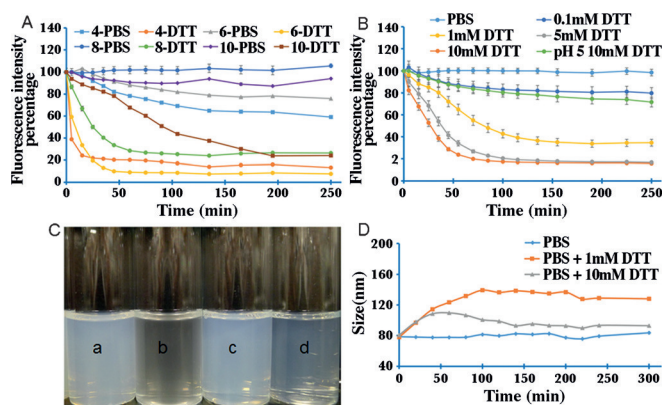 A
4-PBS 4-DTT 6-PBS 6-DTT
8-PBS 8-DTT 10-PBS 10-DTT
Fluorescence intensity
percentage
140
120
100
80
60
40
20
0
0 50 100 150 200 250
Time (min)
B
PBS 0.1mM DTT
1mM DTT 5mM DTT
10mM DTT pH 5 10mM DTT
Fluorescence intensity
percentage
140
120
100
80
60
40
20
0
0 50 100 150 200 250
Time (min)
C
a b c d
D
PBS
PBS + 1mM DTT
PBS + 10mM DTT
Size(nm)
200
160
120
80
40
0 50 100 150 200 250 300
Time (min)